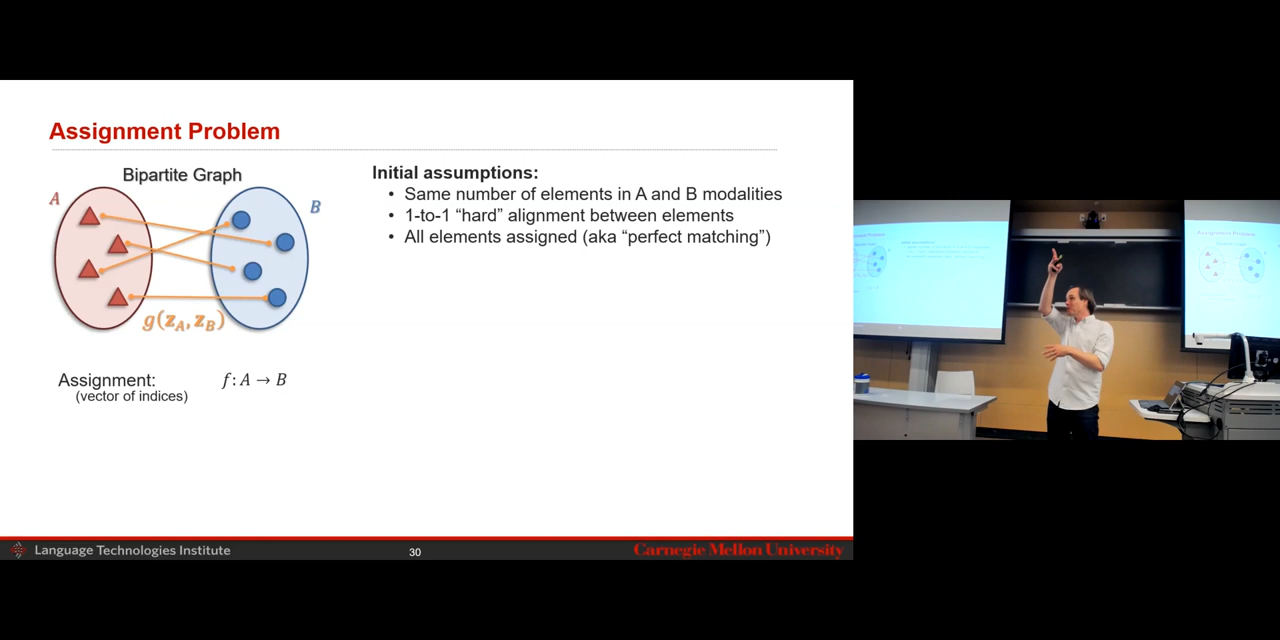 Assignment Problem
Bipartite Graph
A
B
g(z_A, z_B)
Assignment:
(vector of indices)
f: A → B
Initial assumptions:
• Same number of elements in A and B modalities
• 1-to-1 “hard” alignment between elements
• All elements assigned (aka “perfect matching”)
Language Technologies Institute
30
Carnegie Mellon University